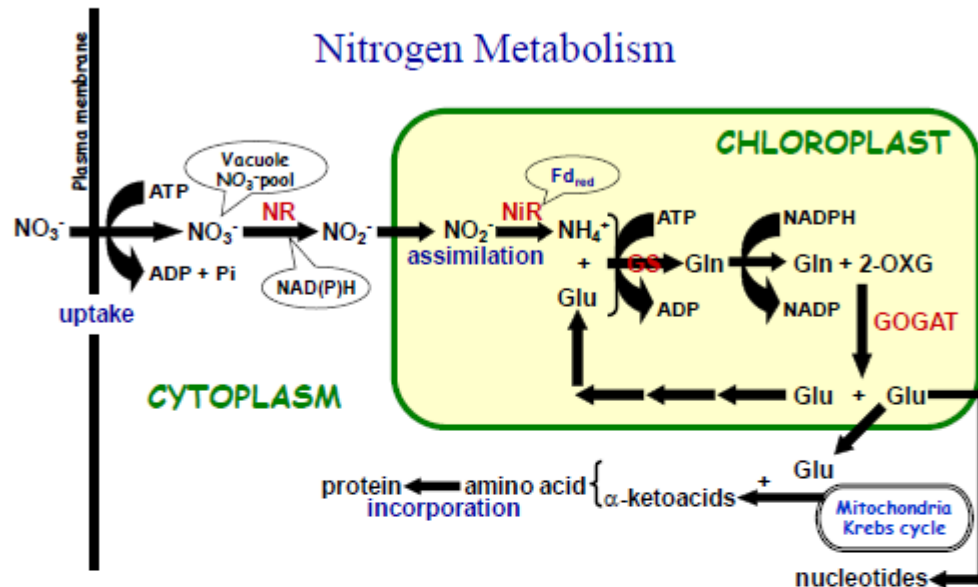 Nitrogen Metabolism
Plasma membrane
CHLOROPLAST
Vacuole
NO₃⁻pool
Fd_red
ATP
NR
NiR
ATP
NADPH
NO₃⁻
NO₃⁻
NO₂⁻
NO₂⁻
NH₄⁺
assimilation
+
GS
Gln
Gln + 2-OXG
ADP + Pi
NAD(P)H
Glu
ADP
NADP
uptake
GOGAT
CYTOPLASM
Glu + Glu
Glu
+
protein
amino acid
{
α-ketoacids
incorporation
Mitochondria
Krebs cycle
nucleotides